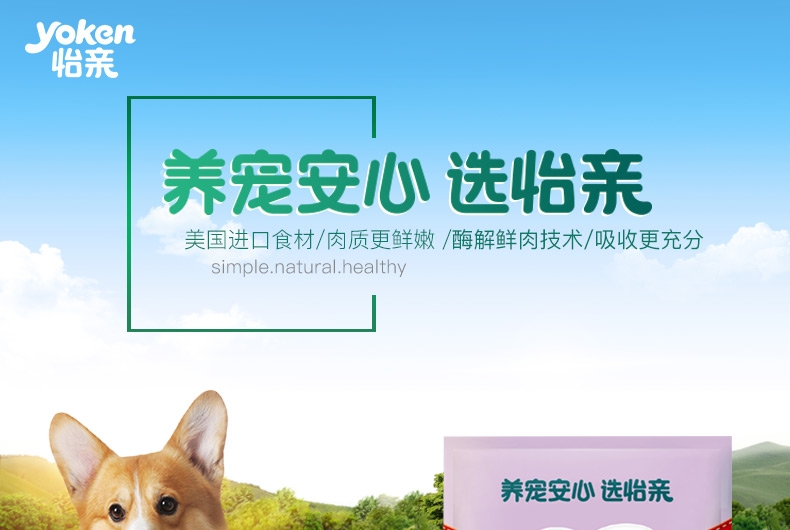 yoken
怡亲
养宠安心 选怡亲
美国进口食材/肉质更鲜嫩 /酶解鲜肉技术/吸收更充分
simple.natural.healthy
养宠安心 选怡亲